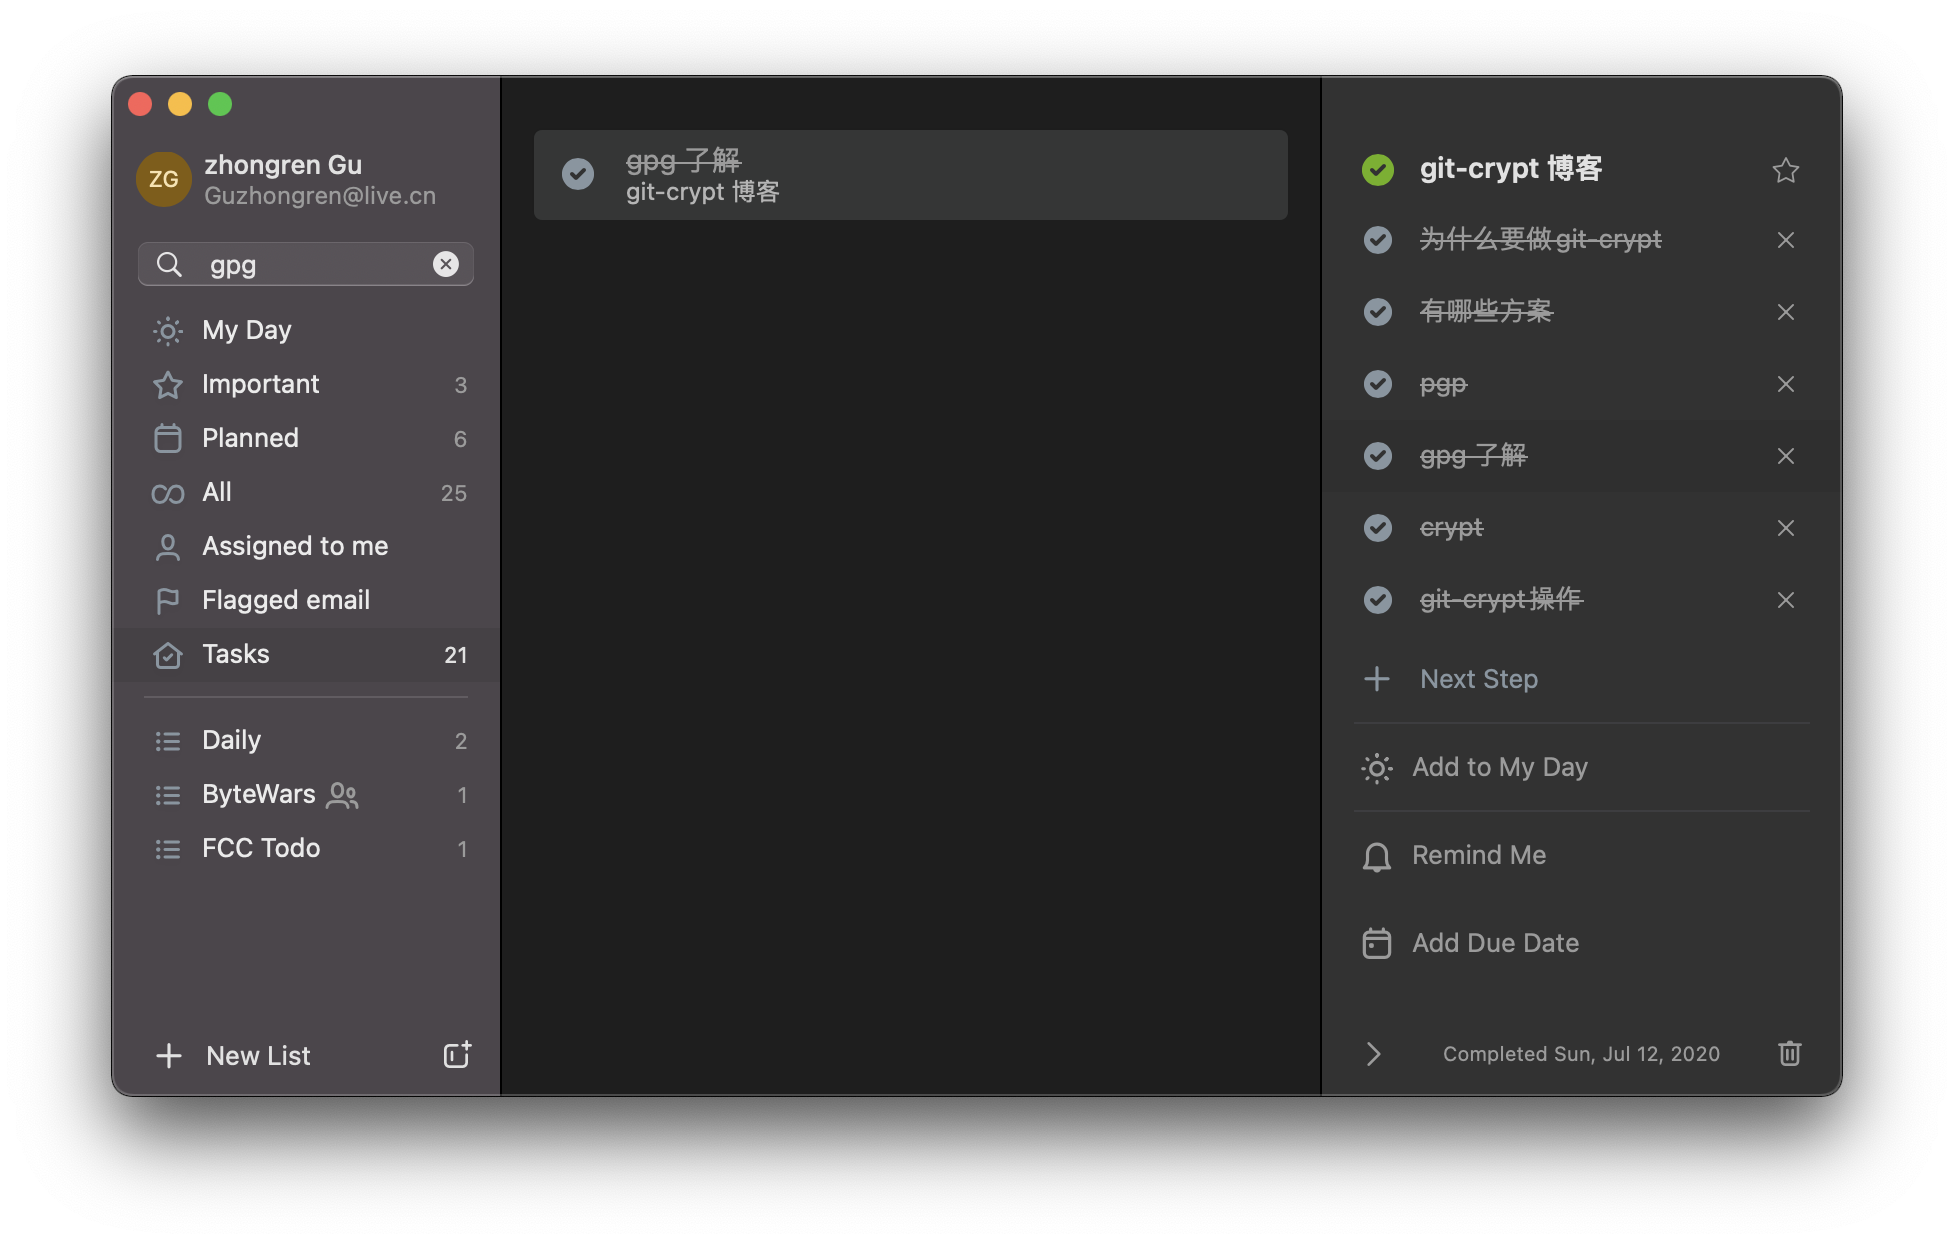 ZG
zhongren Gu
Guzhongren@live.cn
gpg
My Day
Important 3
Planned 6
All 25
Assigned to me
Flagged email
Tasks 21
Daily 2
ByteWars 1
FCC Todo 1
New List
gpg 了解
git-crypt 博客
git-crypt 博客
为什么要做git-crypt
有哪些方案
pgp
gpg 了解
crypt
git-crypt操作
Next Step
Add to My Day
Remind Me
Add Due Date
Completed Sun, Jul 12, 2020